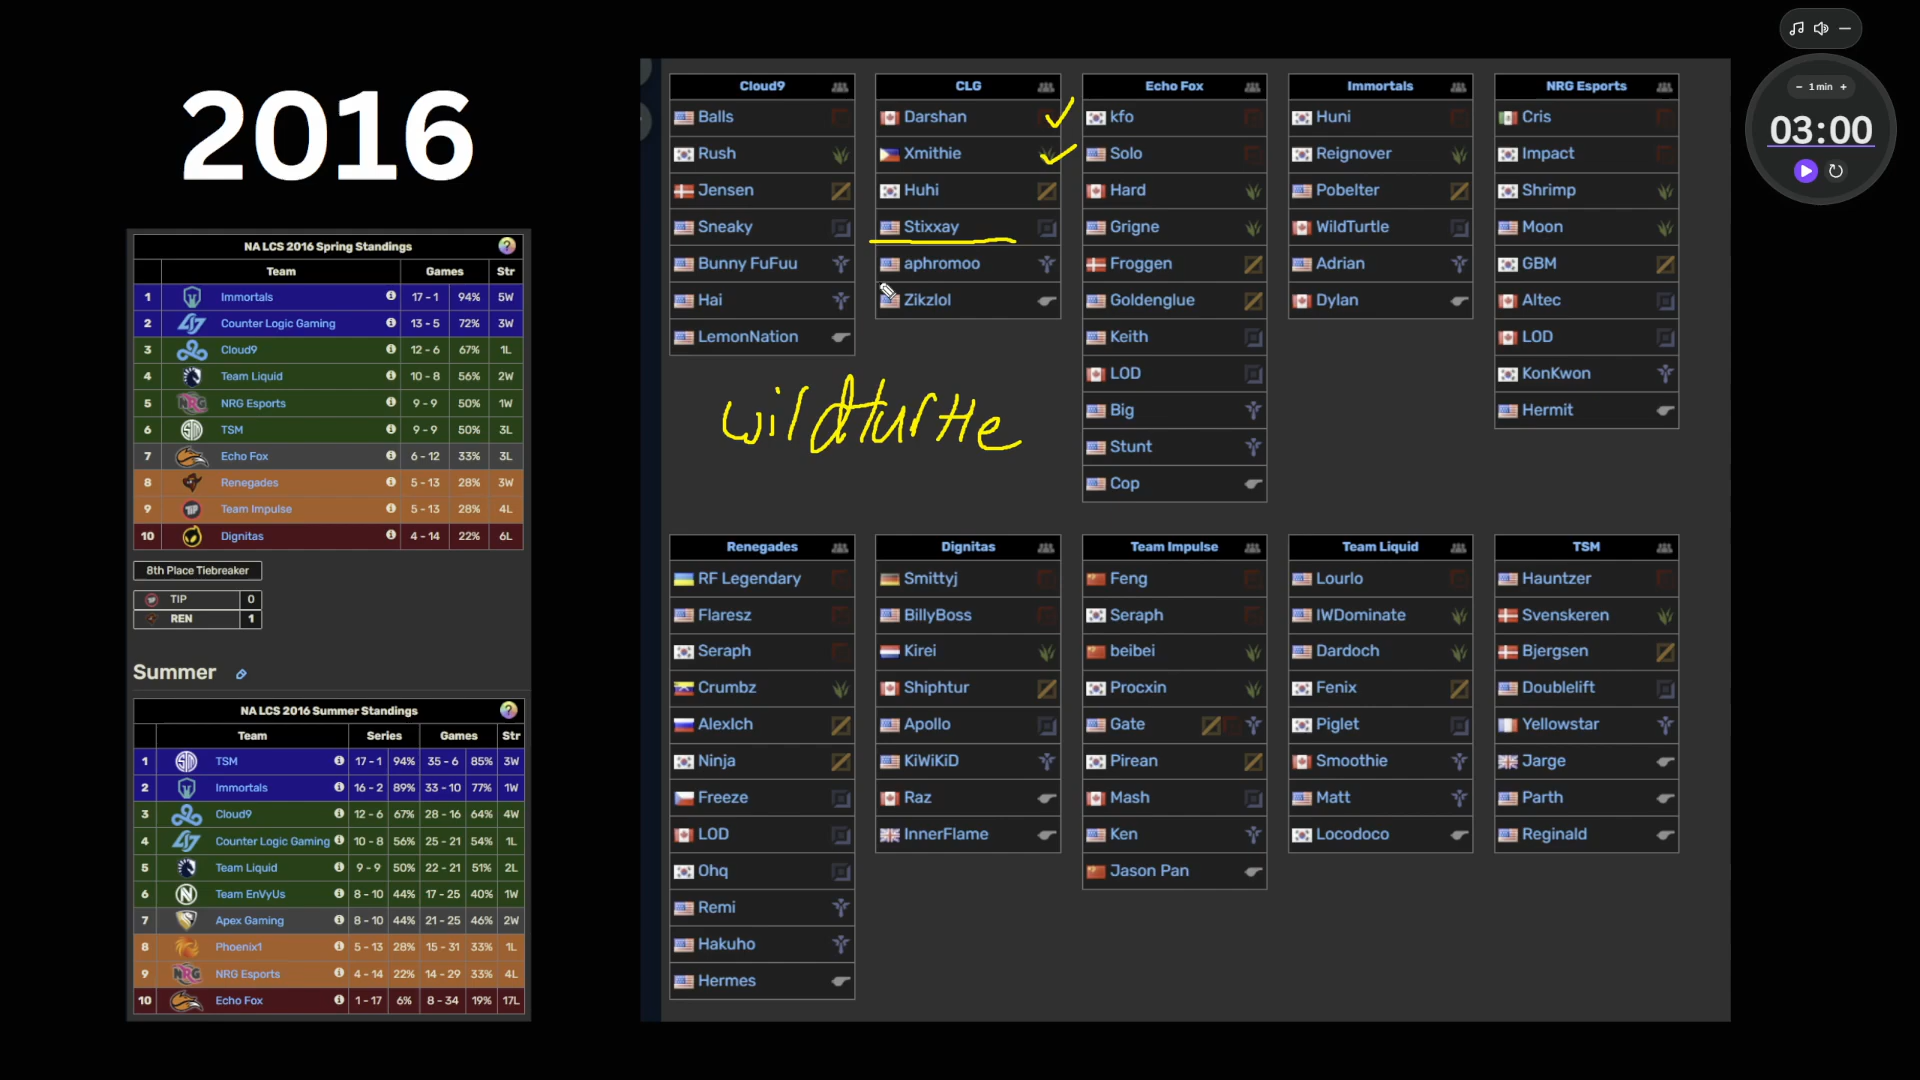 1 min
03:00
2016
NA LCS 2016 Spring Standings
Team Games Str
1 Immortals 17 - 1 94% 5W
2 Counter Logic Gaming 13 - 5 72% 3W
3 Cloud9 12 - 6 67% 1L
4 Team Liquid 10 - 8 56% 2W
5 NRG Esports 9 - 9 50% 1W
6 TSM 9 - 9 50% 3L
7 Echo Fox 6 - 12 33% 3L
8 Renegades 5 - 13 28% 3W
9 Team Impulse 5 - 13 28% 4L
10 Dignitas 4 - 14 22% 6L
8th Place Tiebreaker
TIP 0
REN 1
Summer
NA LCS 2016 Summer Standings
Team Series Games Str
1 TSM 17 - 1 94% 35 - 6 85% 3W
2 Immortals 16 - 2 89% 33 - 10 77% 1W
3 Cloud9 12 - 6 67% 28 - 16 64% 4W
4 Counter Logic Gaming 10 - 8 56% 25 - 21 54% 1L
5 Team Liquid 9 - 9 50% 22 - 21 51% 2L
6 Team EnVyUs 8 - 10 44% 17 - 25 40% 1W
7 Apex Gaming 8 - 10 44% 21 - 25 46% 2W
8 Phoenix1 5 - 13 28% 15 - 31 33% 1L
9 NRG Esports 4 - 14 22% 14 - 29 33% 4L
10 Echo Fox 1 - 17 6% 8 - 34 19% 17L
Cloud9
Balls
Rush
Jensen
Sneaky
Bunny FuFuu
Hai
LemonNation
CLG
Darshan
Xmithie
Huhi
Stixxay
aphromoo
Zikzlol
wildturtle
Echo Fox
kfo
Solo
Hard
Grigne
Froggen
Goldenglue
Keith
LOD
Big
Stunt
Cop
Immortals
Huni
Reignover
Pobelter
WildTurtle
Adrian
Dylan
NRG Esports
Cris
Impact
Shrimp
Moon
GBM
Altec
LOD
KonKwon
Hermit
Renegades
RF Legendary
Flaresz
Seraph
Crumbz
AlexIch
Ninja
Freeze
LOD
Ohq
Remi
Hakuho
Hermes
Dignitas
Smittyj
BillyBoss
Kirei
Shiphtur
Apollo
KiWiKiD
Raz
InnerFlame
Team Impulse
Feng
Seraph
beibei
Procxin
Gate
Pirean
Mash
Ken
Jason Pan
Team Liquid
Lourlo
IWDominate
Dardoch
Fenix
Piglet
Smoothie
Matt
Locodoco
TSM
Hauntzer
Svenskeren
Bjergsen
Doublelift
Yellowstar
Jarge
Parth
Reginald